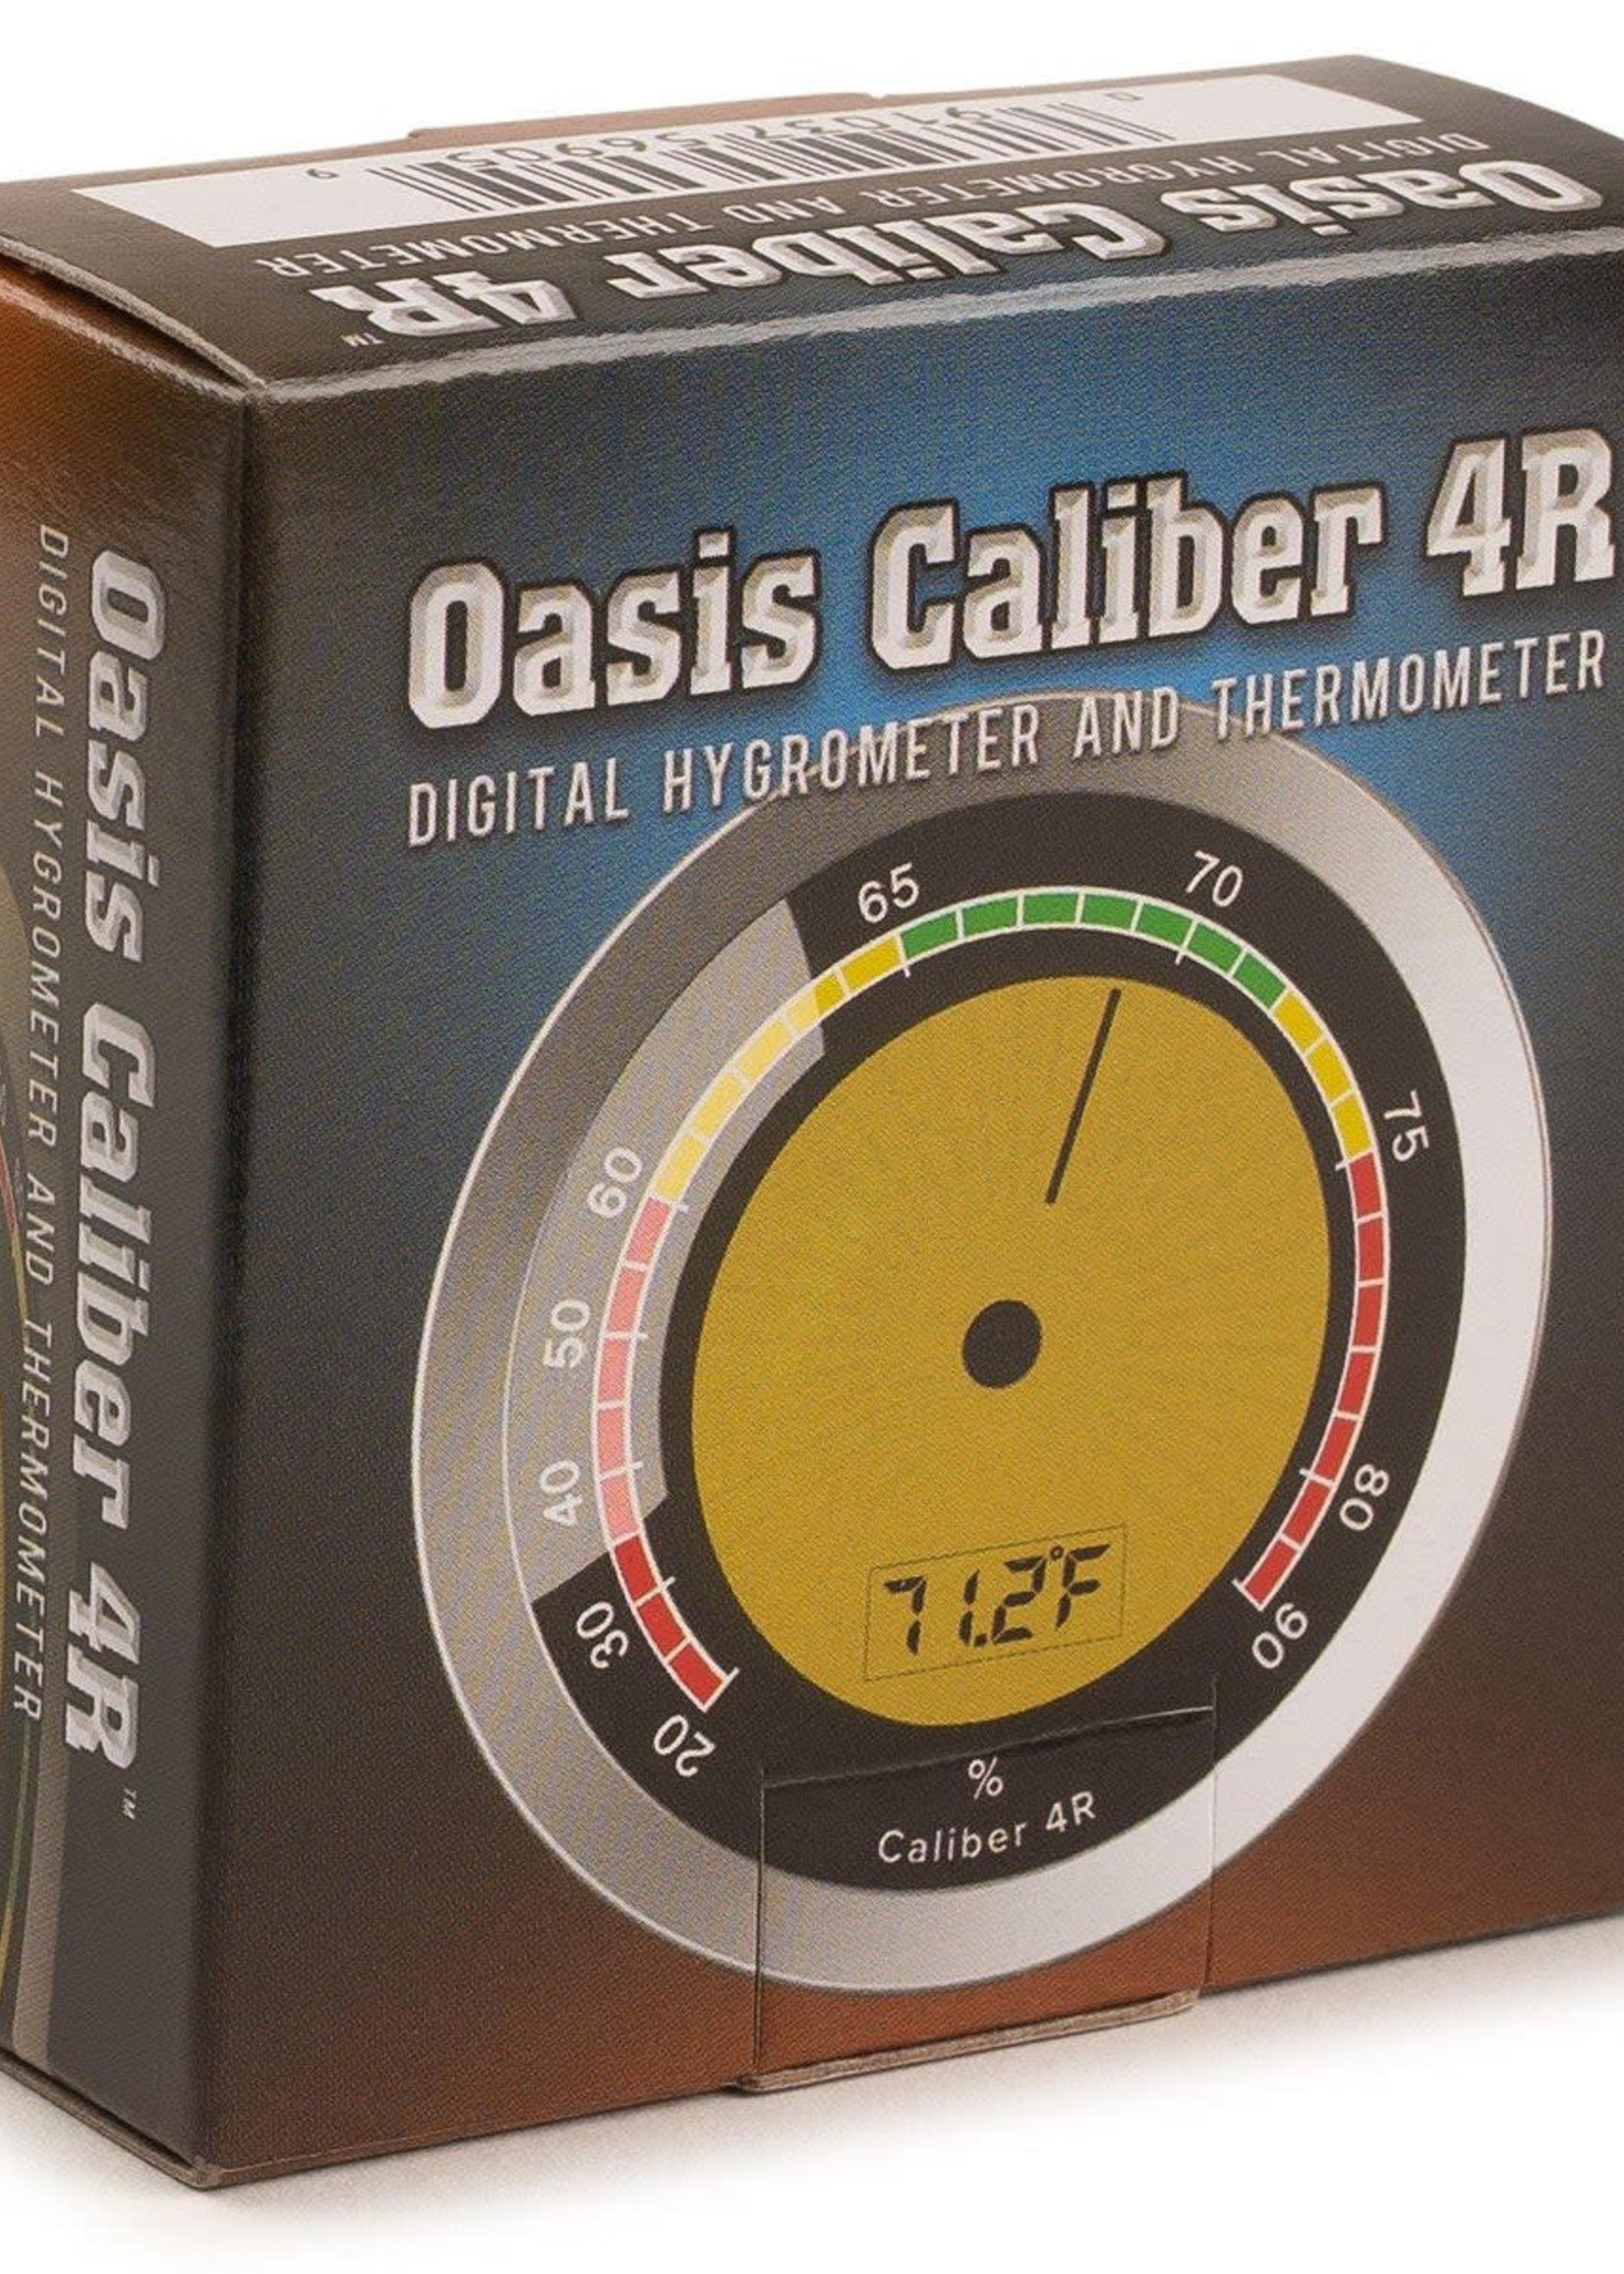 Oasis Caliber 4R™
DIGITAL HYGROMETER AND THERMOMETER
Oasis Caliber 4R
DIGITAL HYGROMETER AND THERMOMETER
65
70
60
75
50
40
80
30
90
20
71.2°F
%
Caliber 4R
Oasis Caliber 4R™
DIGITAL HYGROMETER AND THERMOMETER